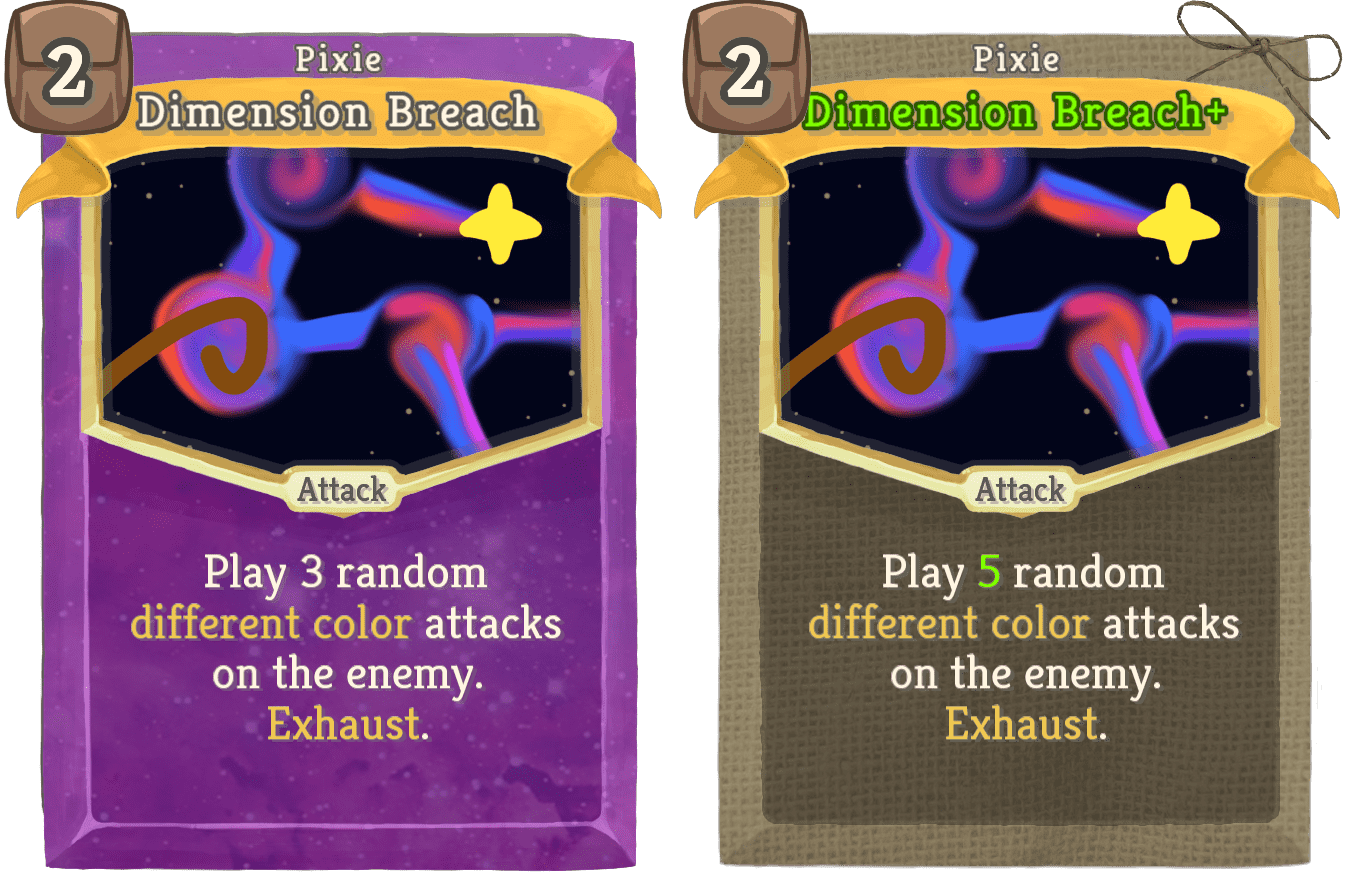 2
Pixie
Dimension Breach
Attack
Play 3 random
different color attacks
on the enemy.
Exhaust.
2
Pixie
Dimension Breach+
Attack
Play 5 random
different color attacks
on the enemy.
Exhaust.